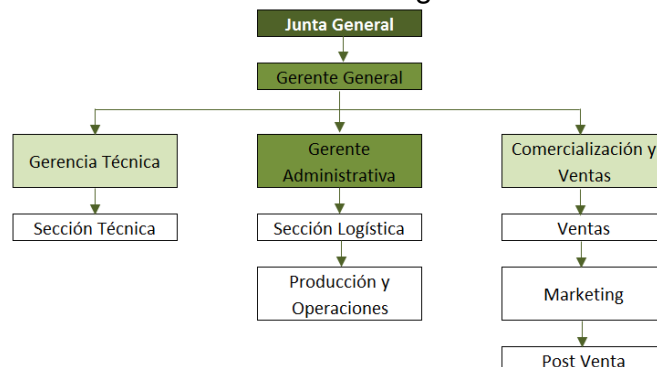 Junta General
Gerente General
Gerencia Técnica
Gerente
Administrativa
Comercialización y
Ventas
Sección Técnica
Sección Logística
Ventas
Producción y
Operaciones
Marketing
Post Venta